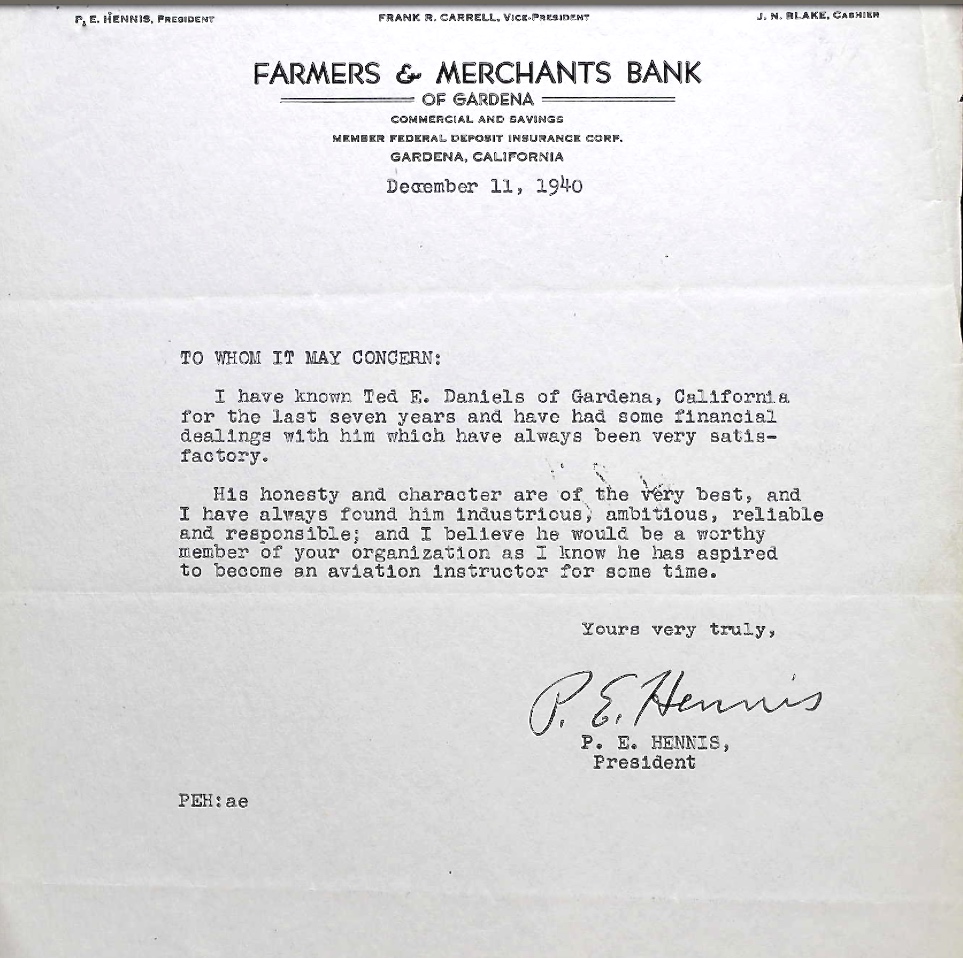 P. E. HENNIS, PRESIDENT
FRANK R. CARRELL, VICE-PRESIDENT
J. N. BLAKE, CASHIER
FARMERS & MERCHANTS BANK
OF GARDENA
COMMERCIAL AND SAVINGS
MEMBER FEDERAL DEPOSIT INSURANCE CORP.
GARDENA, CALIFORNIA
December 11, 1940
TO WHOM IT MAY CONCERN:
I have known Ted E. Daniels of Gardena, California
for the last seven years and have had some financial
dealings with him which have always been very satis-
factory.
His honesty and character are of the very best, and
I have always found him industrious, ambitious, reliable
and responsible; and I believe he would be a worthy
member of your organization as I know he has aspired
to become an aviation instructor for some time.
Yours very truly,
P. E. Hennis
P. E. HENNIS,
President
PEH:ae